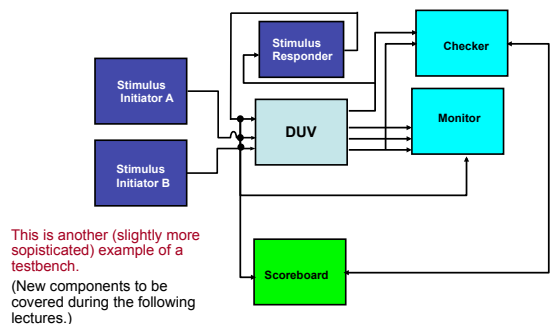 Stimulus
Responder
Checker
Stimulus
Initiator A
DUV
Monitor
Stimulus
Initiator B
This is another (slightly more
sopisticated) example of a
testbench.
(New components to be
covered during the following
lectures.)
Scoreboard